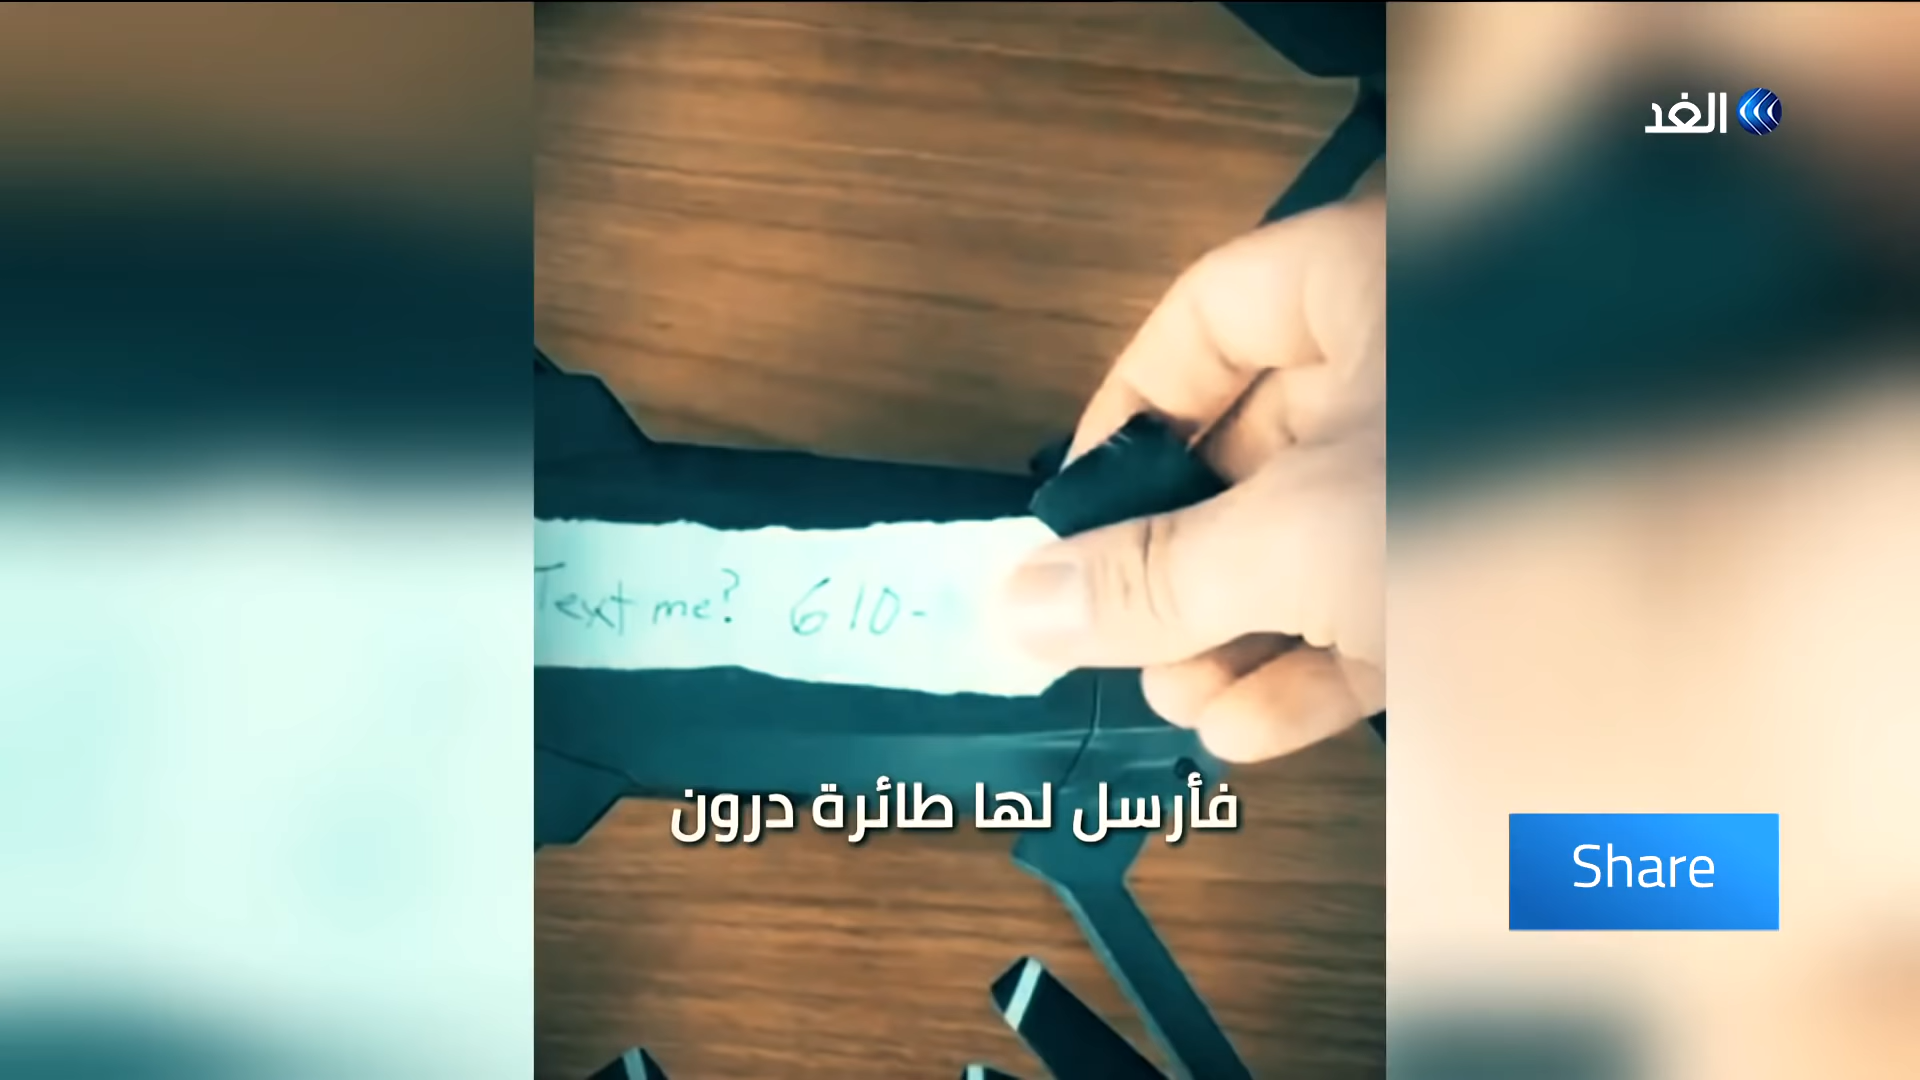 الغد
Text me? 610-
فأرسل لها طائرة درون
Share